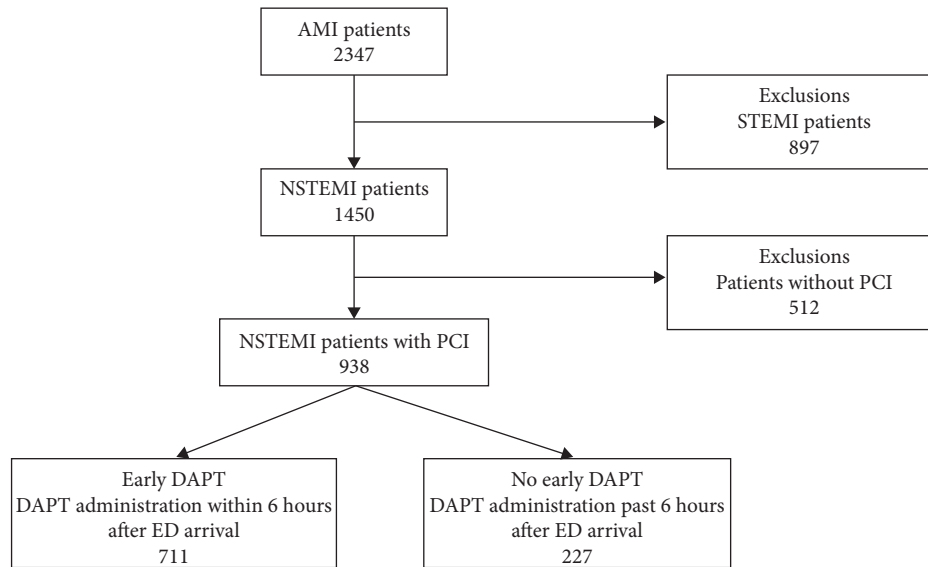 AMI patients
2347
Exclusions
STEMI patients
897
NSTEMI patients
1450
Exclusions
Patients without PCI
512
NSTEMI patients with PCI
938
Early DAPT
DAPT administration within 6 hours
after ED arrival
711
No early DAPT
DAPT administration past 6 hours
after ED arrival
227